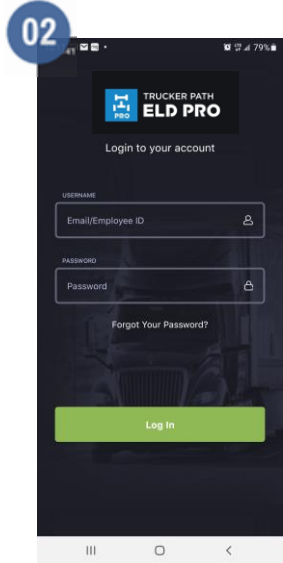 02
79%
TRUCKER PATH
PRO
ELD PRO
Login to your account
USERNAME
Email/Employee ID
PASSWORD
Password
Forgot Your Password?
Log In